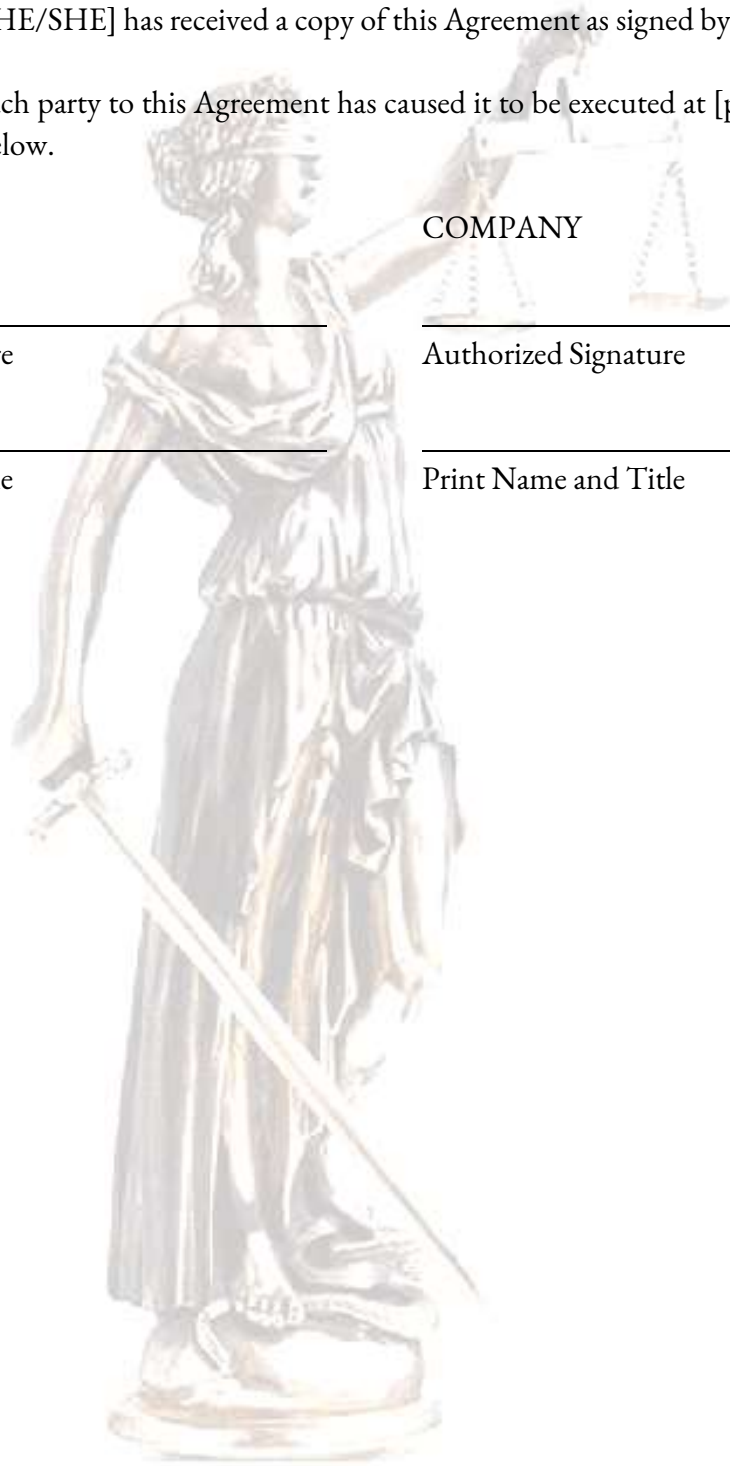 HE/SHE] has received a copy of this Agreement as signed by
ch party to this Agreement has caused it to be executed at [p
elow.
COMPANY
re
Authorized Signature
e
Print Name and Title